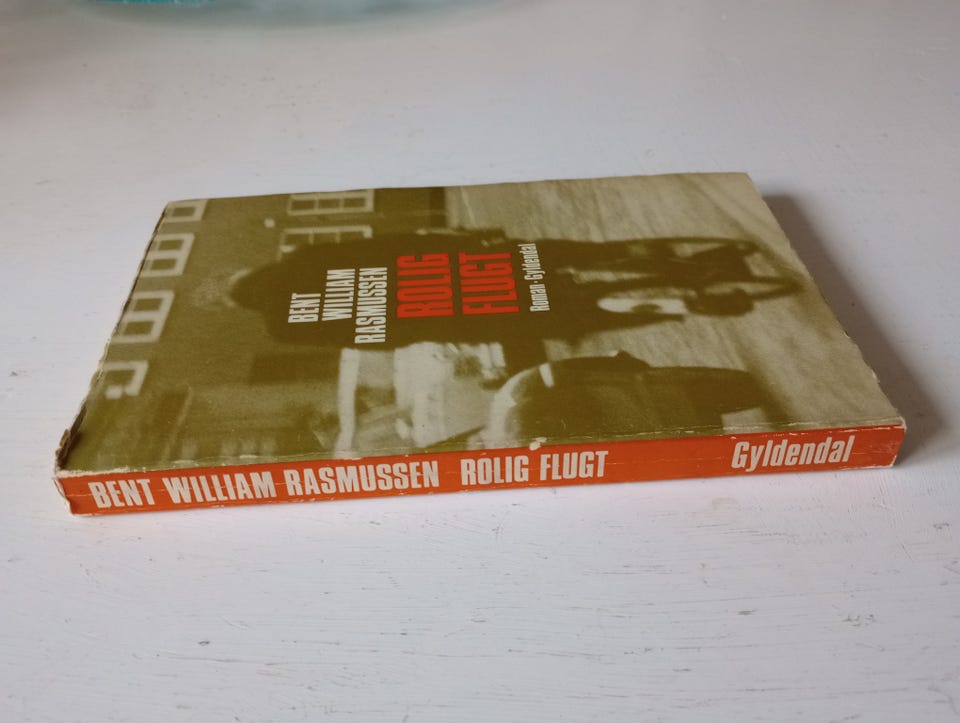 BENT
WILLIAM
RASMUSSEN
ROLIG
FLUGT
Roman · Gyldendal
BENT WILLIAM RASMUSSEN ROLIG FLUGT Gyldendal